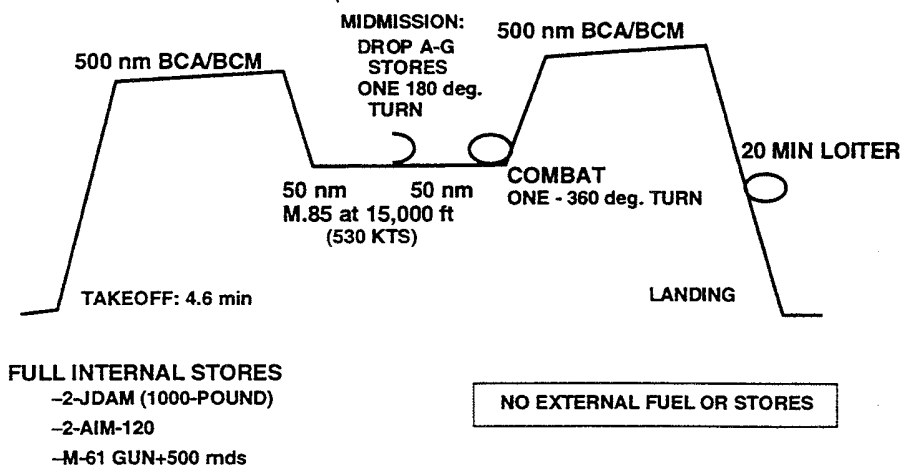 MIDMISSION:
DROP A-G
STORES
ONE 180 deg.
TURN
500 nm BCA/BCM
500 nm BCA/BCM
20 MIN LOITER
50 nm
50 nm
M.85 at 15,000 ft
(530 KTS)
COMBAT
ONE - 360 deg. TURN
TAKEOFF: 4.6 min
LANDING
FULL INTERNAL STORES
–2-JDAM (1000-POUND)
–2-AIM-120
–M-61 GUN+500 rnds
NO EXTERNAL FUEL OR STORES